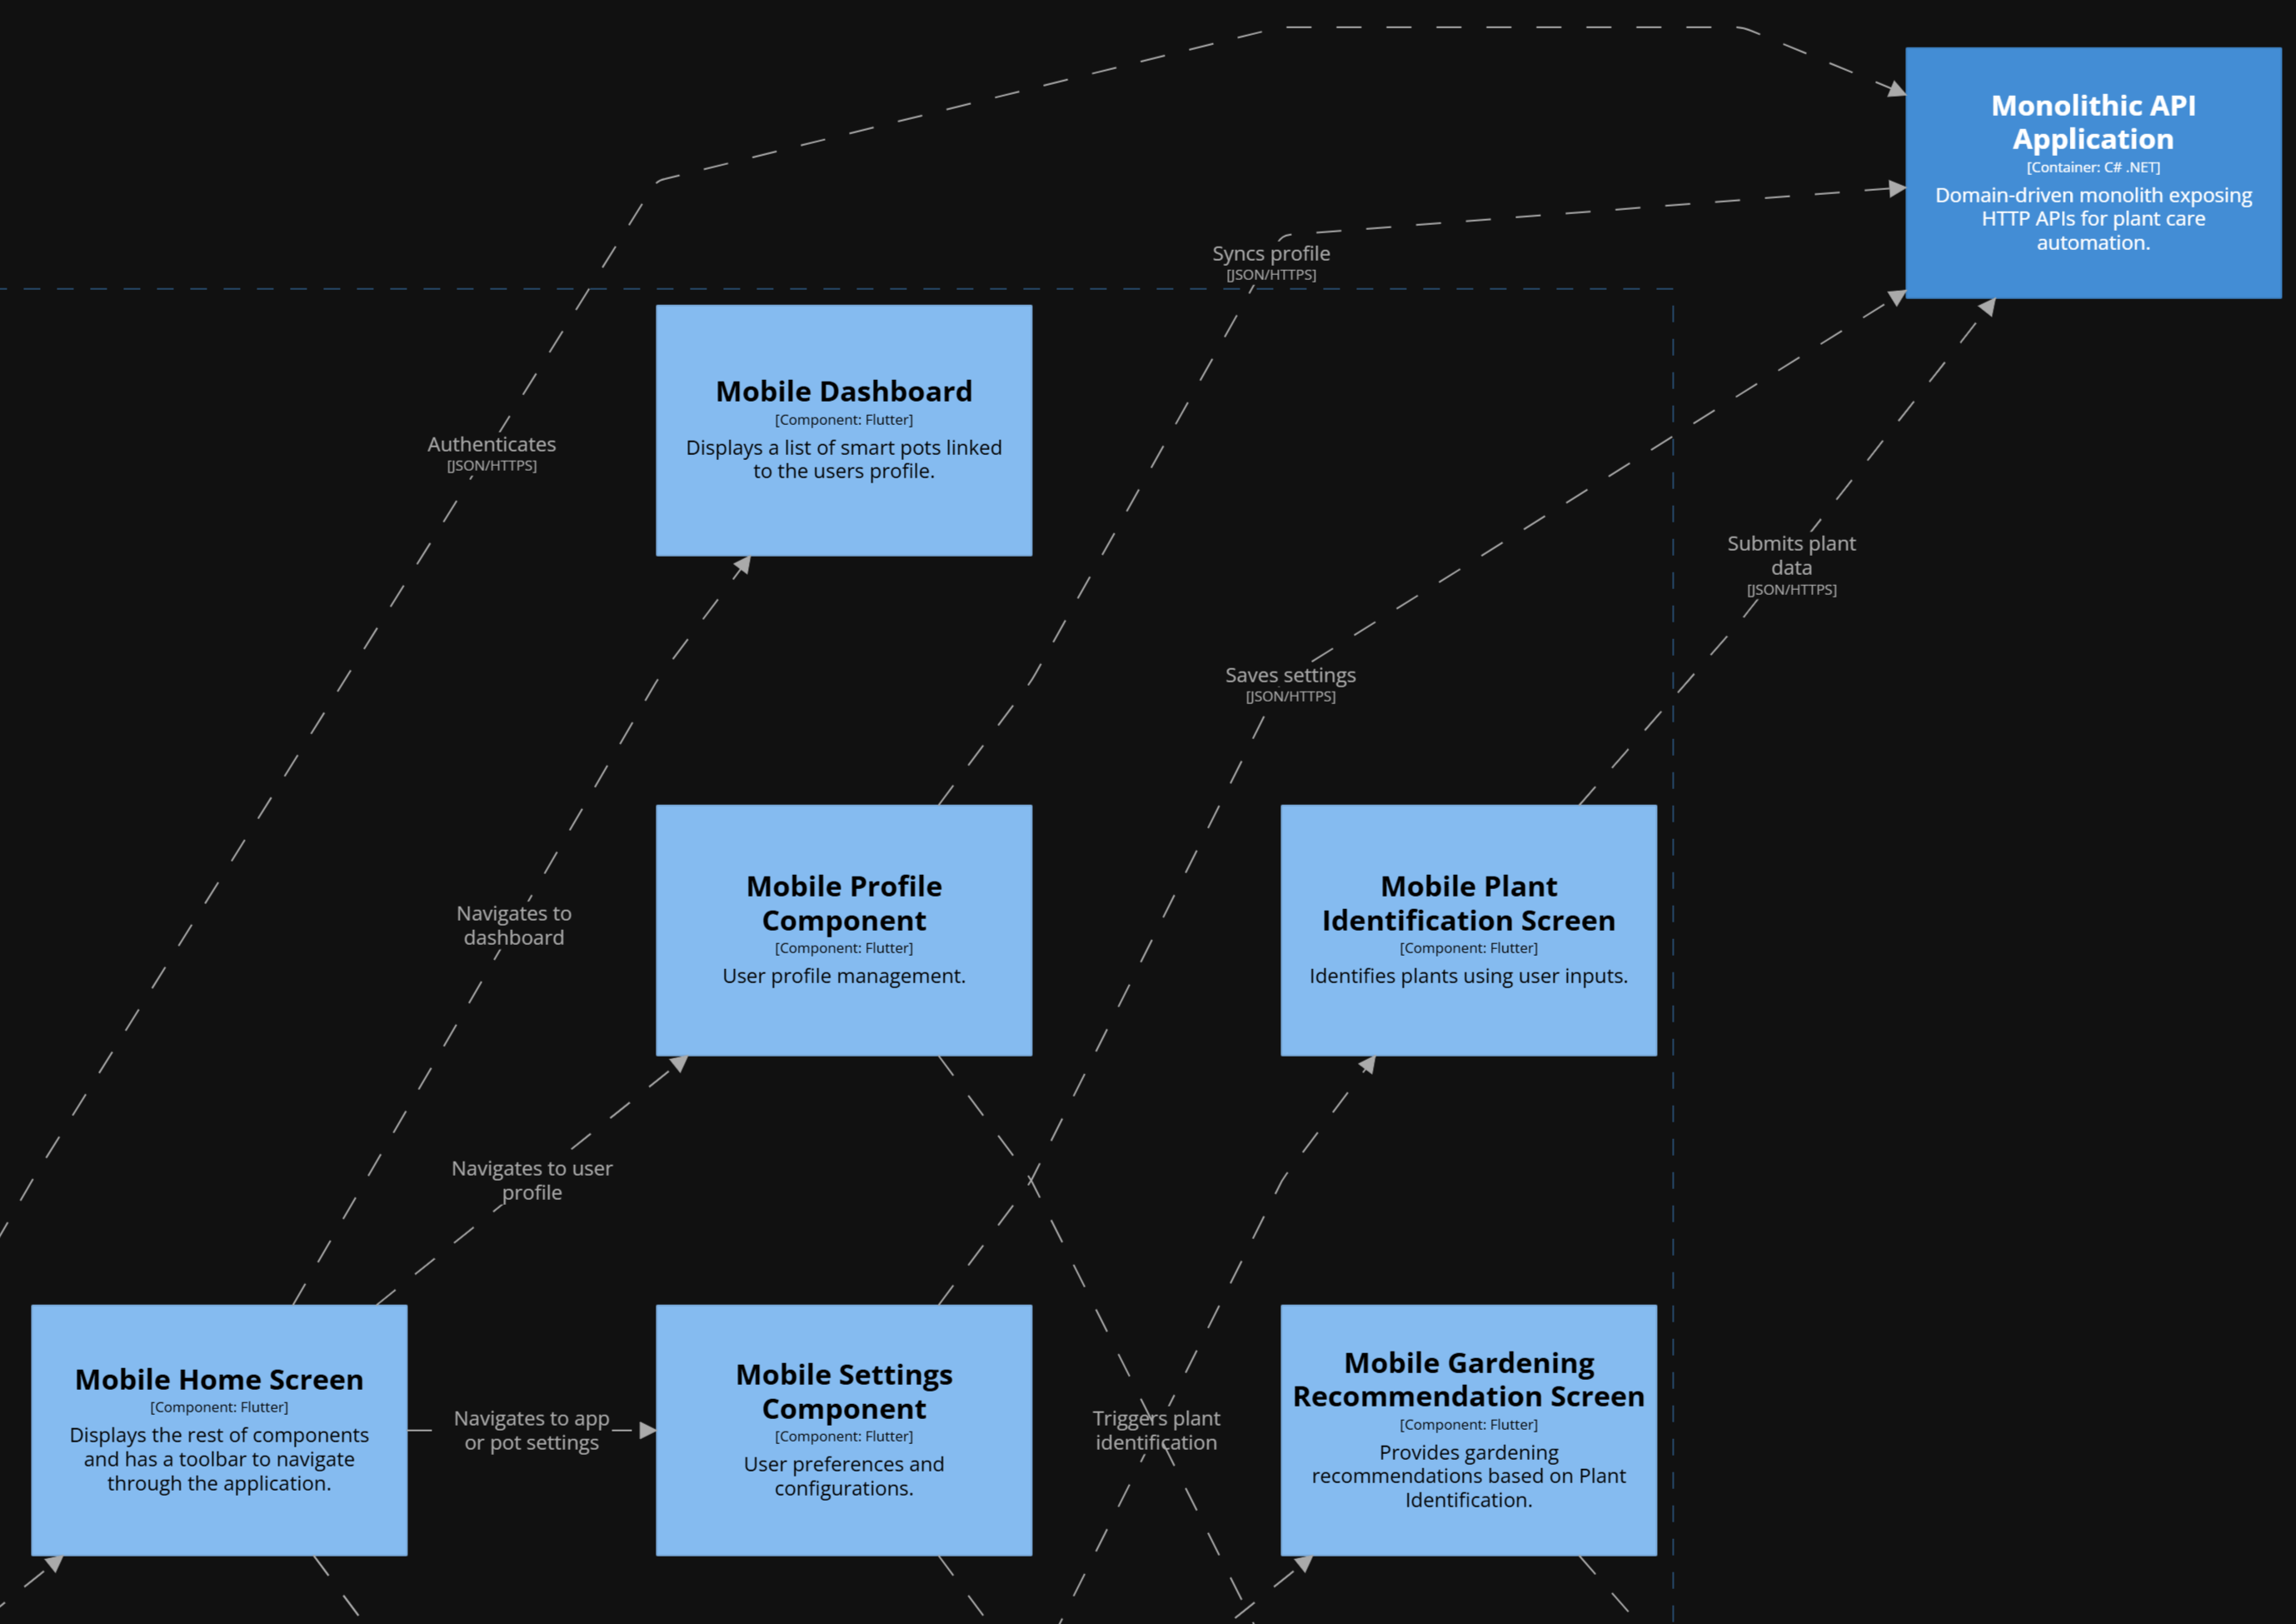 Monolithic API
Application
[Container: C# .NET]
Domain-driven monolith exposing
HTTP APIs for plant care
automation.
Syncs profile
[JSON/HTTPS]
Mobile Dashboard
[Component: Flutter]
Displays a list of smart pots linked
to the users profile.
Authenticates
[JSON/HTTPS]
Submits plant
data
[JSON/HTTPS]
Saves settings
[JSON/HTTPS]
Navigates to
dashboard
Mobile Profile
Component
[Component: Flutter]
User profile management.
Mobile Plant
Identification Screen
[Component: Flutter]
Identifies plants using user inputs.
Navigates to user
profile
Mobile Home Screen
[Component: Flutter]
Displays the rest of components
and has a toolbar to navigate
through the application.
Navigates to app
or pot settings
Mobile Settings
Component
[Component: Flutter]
User preferences and
configurations.
Triggers plant
identification
Mobile Gardening
Recommendation Screen
[Component: Flutter]
Provides gardening
recommendations based on Plant
Identification.